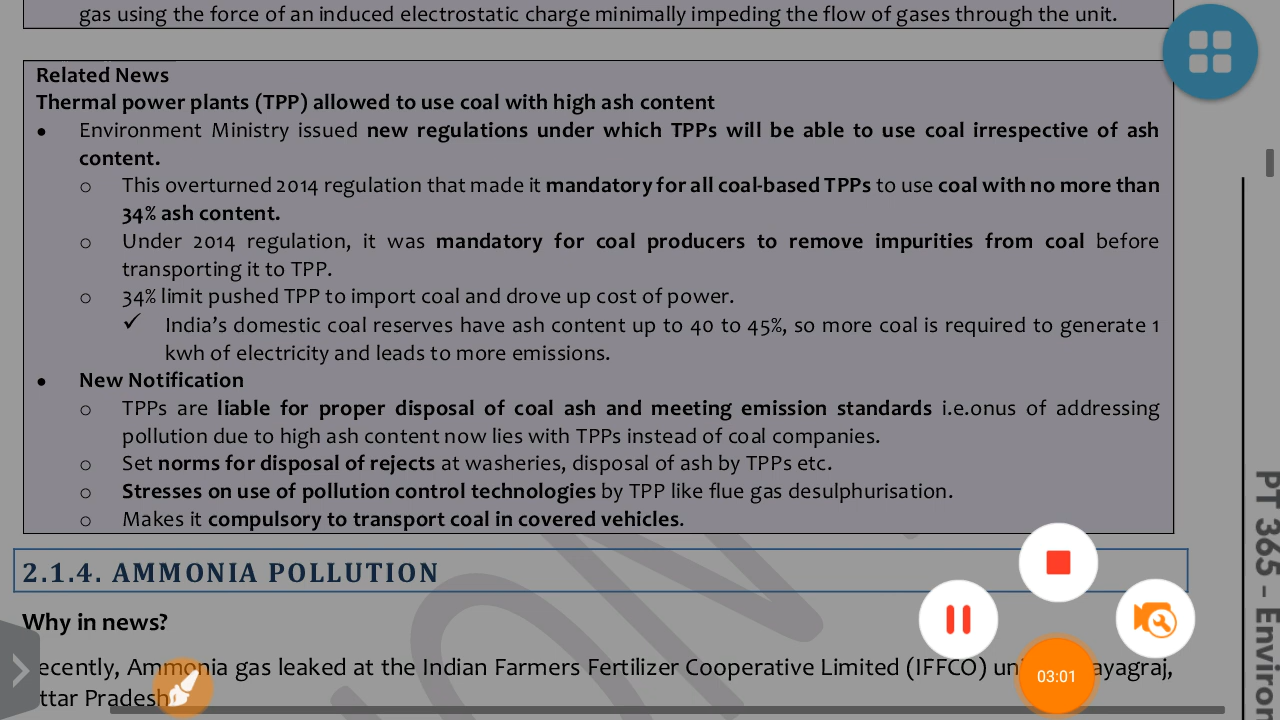 gas using the force of an induced electrostatic charge minimally impeding the flow of gases through the unit.
Related News
Thermal power plants (TPP) allowed to use coal with high ash content
• Environment Ministry issued new regulations under which TPPs will be able to use coal irrespective of ash
content.
o This overturned 2014 regulation that made it mandatory for all coal-based TPPs to use coal with no more than
34% ash content.
o Under 2014 regulation, it was mandatory for coal producers to remove impurities from coal before
transporting it to TPP.
o 34% limit pushed TPP to import coal and drove up cost of power.
✓ India's domestic coal reserves have ash content up to 40 to 45%, so more coal is required to generate 1
kwh of electricity and leads to more emissions.
• New Notification
o TPPs are liable for proper disposal of coal ash and meeting emission standards i.e.onus of addressing
pollution due to high ash content now lies with TPPs instead of coal companies.
o Set norms for disposal of rejects at washeries, disposal of ash by TPPs etc.
o Stresses on use of pollution control technologies by TPP like flue gas desulphurisation.
o Makes it compulsory to transport coal in covered vehicles.
2.1.4. AMMONIA POLLUTION
Why in news?
ecently, Ammonia gas leaked at the Indian Farmers Fertilizer Cooperative Limited (IFFCO) un ayagraj,
ttar Pradesh
03:01
PT 365 – Environ